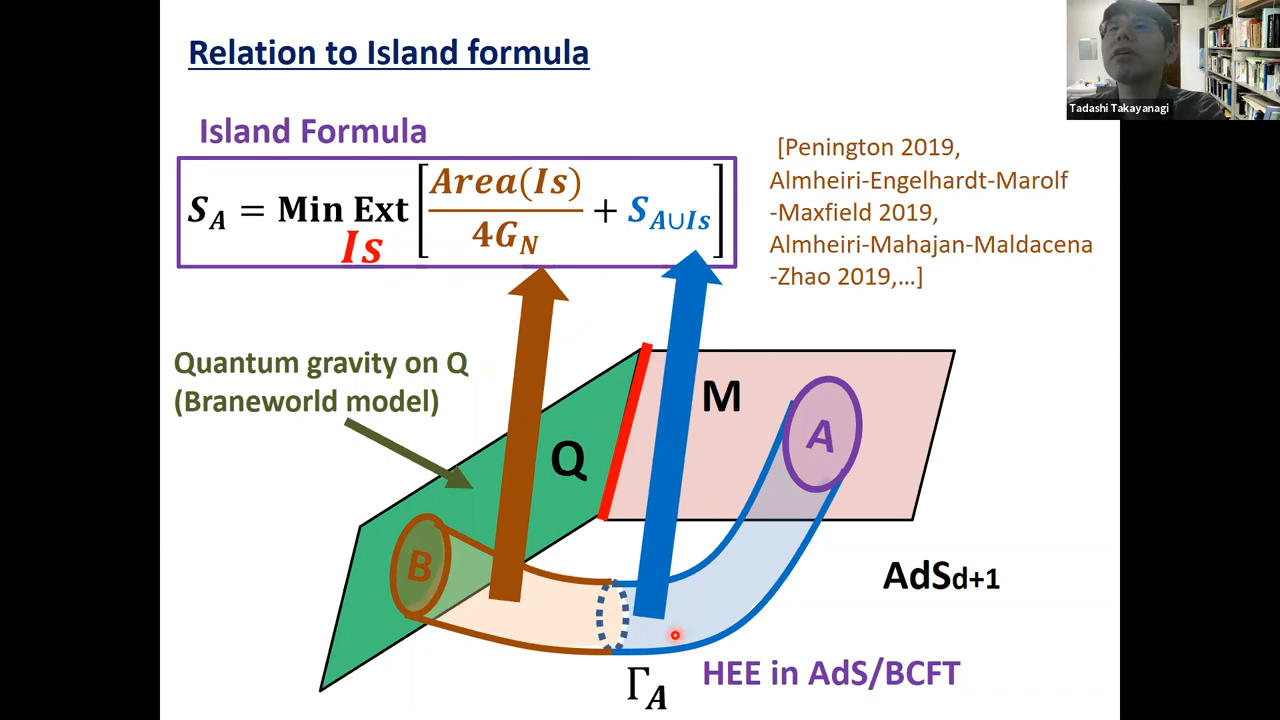 Relation to Island formula
Tadashi Takayanagi
Island Formula
S_A = Min Ext_{Is} [ Area(Is) / 4G_N + S_{A∪Is} ]
[Penington 2019,
Almheiri-Engelhardt-Marolf
-Maxfield 2019,
Almheiri-Mahajan-Maldacena
-Zhao 2019,...]
Quantum gravity on Q
(Braneworld model)
M
A
Q
B
AdSd+1
Γ_A
HEE in AdS/BCFT